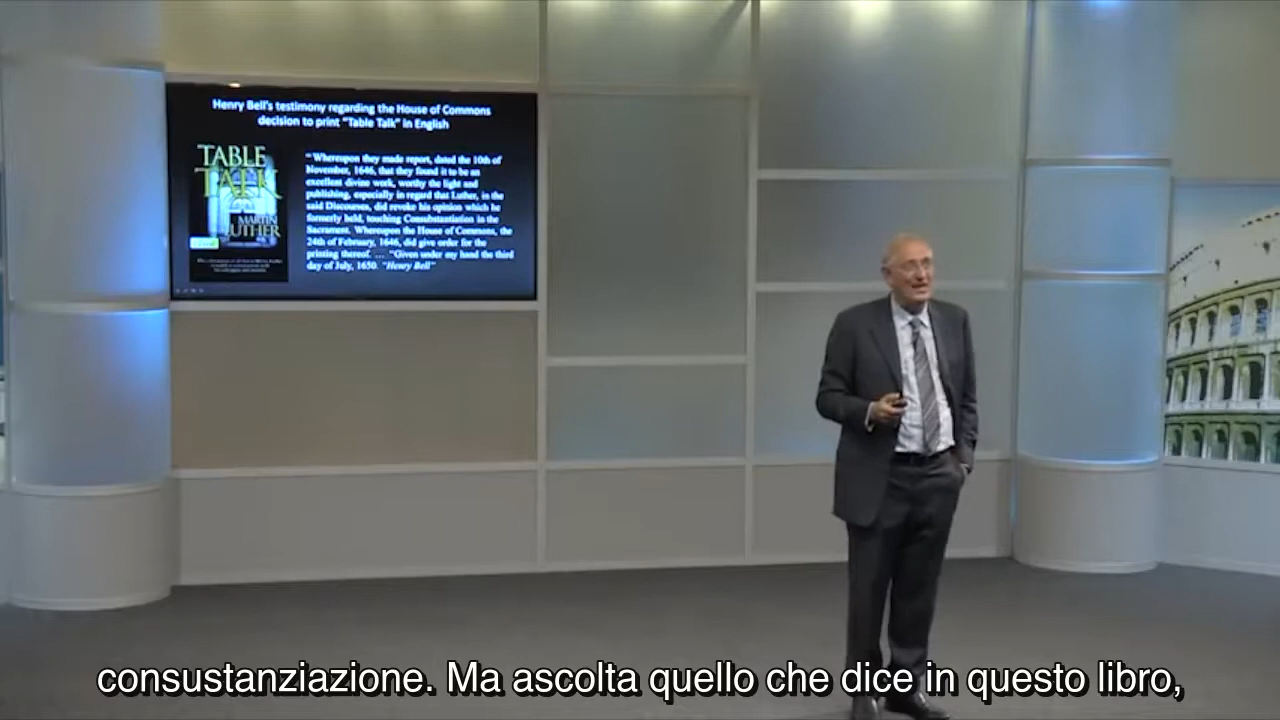 Henry Bell's testimony regarding the House of Commons
decision to print "Table Talk" in English
TABLE
TALK
MARTIN
LUTHER
"Whereupon they made report, dated the 10th of
November, 1646, that they found it to be an
excellent divine work, worthy the light and
publishing, especially in regard that Luther, in the
said Discourses, did revoke his opinion which he
formerly held, touching Consubstantiation in the
Sacrament. Whereupon the House of Commons, the
24th of February, 1646, did give order for the
printing thereof. … "Given under my hand the third
day of July, 1650. "Henry Bell"
consustanziazione. Ma ascolta quello che dice in questo libro,